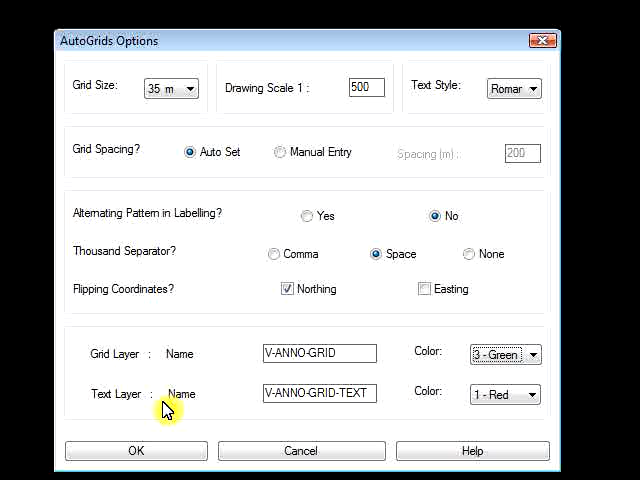 AutoGrids Options
Grid Size: 35 m Drawing Scale 1 : 500 Text Style: Romar
Grid Spacing? Auto Set Manual Entry Spacing (m) : 200
Alternating Pattern in Labelling? Yes No
Thousand Separator? Comma Space None
Flipping Coordinates? Northing Easting
Grid Layer : Name V-ANNO-GRID Color: 3 - Green
Text Layer : Name V-ANNO-GRID-TEXT Color: 1 - Red
OK Cancel Help